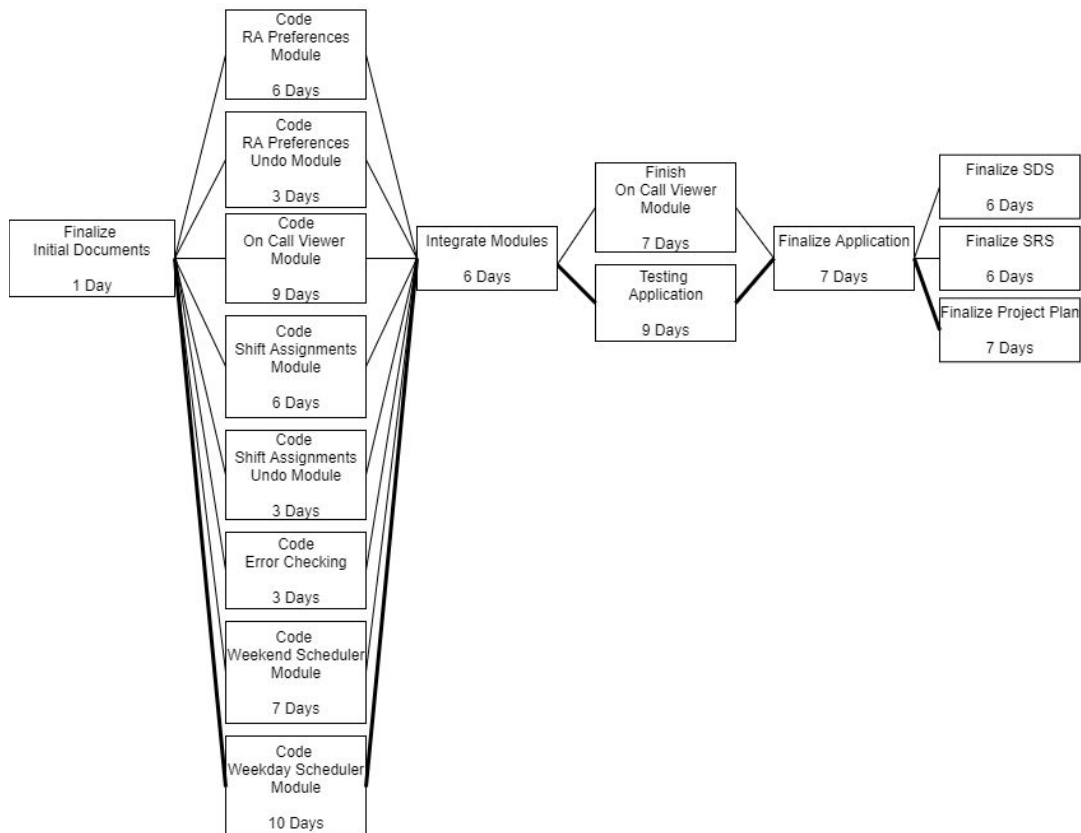 Finalize
Initial Documents
1 Day
Code
RA Preferences
Module
6 Days
Code
RA Preferences
Undo Module
3 Days
Code
On Call Viewer
Module
9 Days
Code
Shift Assignments
Module
6 Days
Code
Shift Assignments
Undo Module
3 Days
Code
Error Checking
3 Days
Code
Weekend Scheduler
Module
7 Days
Code
Weekday Scheduler
Module
10 Days
Integrate Modules
6 Days
Finish
On Call Viewer
Module
7 Days
Testing
Application
9 Days
Finalize Application
7 Days
Finalize SDS
6 Days
Finalize SRS
6 Days
Finalize Project Plan
7 Days